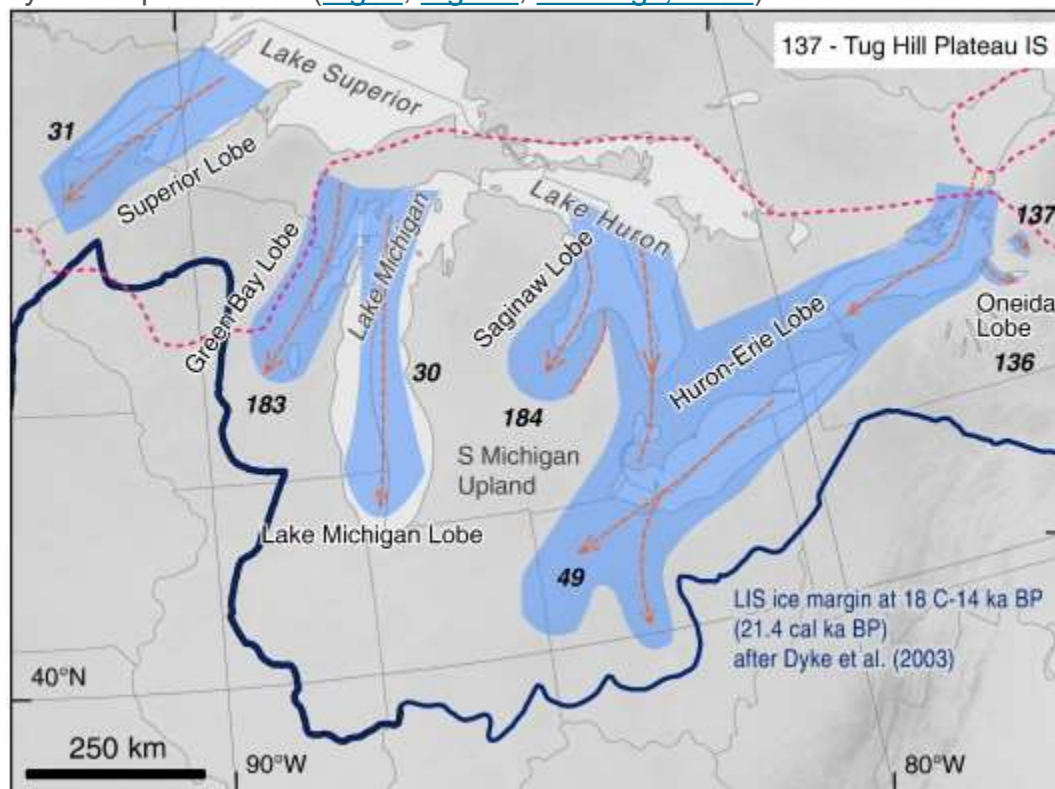 137 - Tug Hill Plateau IS
Lake Superior
31
Superior Lobe
Green Bay Lobe
Lake Michigan
Lake Huron
Saginaw Lobe
Huron-Erie Lobe
137
Oneida
Lobe
136
183
30
184
S Michigan
Upland
Lake Michigan Lobe
49
LIS ice margin at 18 C-14 ka BP
(21.4 cal ka BP)
after Dyke et al. (2003)
40°N
250 km
90°W
80°W